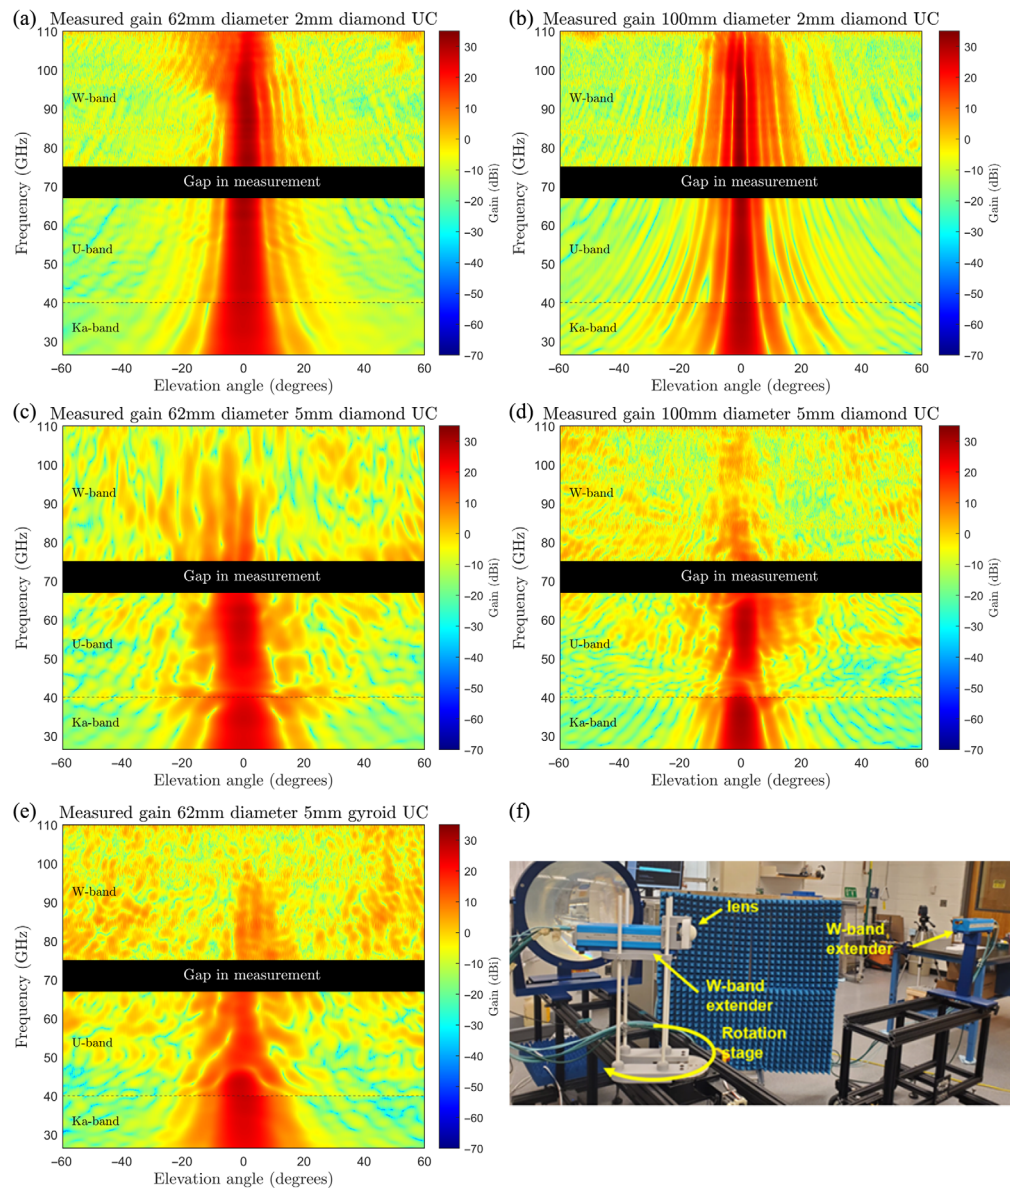 (a) Measured gain 62mm diameter 2mm diamond UC
110
100
90
80
70
60
50
40
30
Frequency (GHz)
W-band
Gap in measurement
U-band
Ka-band
−60 −40 −20 0 20 40 60
Elevation angle (degrees)
30
20
10
0
−10
−20
−30
−40
−50
−60
−70
Gain (dBi)
(b) Measured gain 100mm diameter 2mm diamond UC
110
100
90
80
70
60
50
40
30
Frequency (GHz)
W-band
Gap in measurement
U-band
Ka-band
−60 −40 −20 0 20 40 60
Elevation angle (degrees)
30
20
10
0
−10
−20
−30
−40
−50
−60
−70
Gain (dBi)
(c) Measured gain 62mm diameter 5mm diamond UC
110
100
90
80
70
60
50
40
30
Frequency (GHz)
W-band
Gap in measurement
U-band
Ka-band
−60 −40 −20 0 20 40 60
Elevation angle (degrees)
30
20
10
0
−10
−20
−30
−40
−50
−60
−70
Gain (dBi)
(d) Measured gain 100mm diameter 5mm diamond UC
110
100
90
80
70
60
50
40
30
Frequency (GHz)
W-band
Gap in measurement
U-band
Ka-band
−60 −40 −20 0 20 40 60
Elevation angle (degrees)
30
20
10
0
−10
−20
−30
−40
−50
−60
−70
Gain (dBi)
(e) Measured gain 62mm diameter 5mm gyroid UC
110
100
90
80
70
60
50
40
30
Frequency (GHz)
W-band
Gap in measurement
U-band
Ka-band
−60 −40 −20 0 20 40 60
Elevation angle (degrees)
30
20
10
0
−10
−20
−30
−40
−50
−60
−70
Gain (dBi)
(f)
lens
W-band
extender
W-band
extender
Rotation
stage